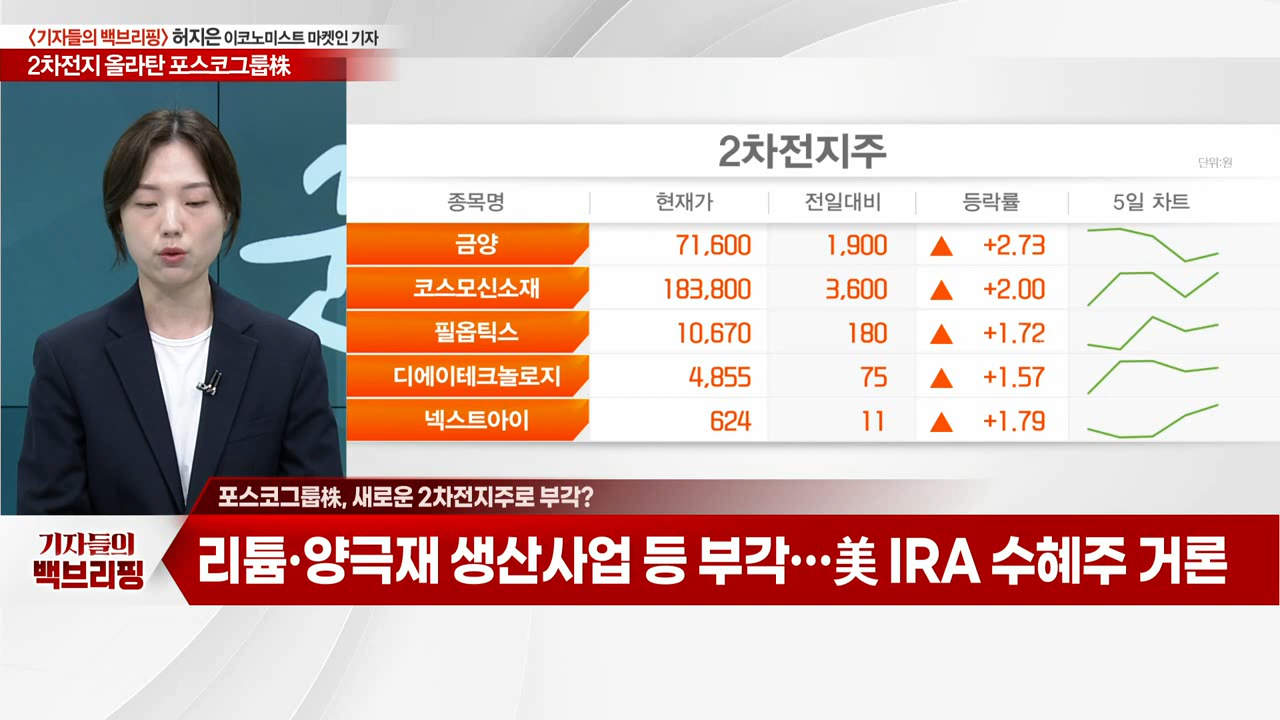 〈기자들의 백브리핑〉 허지은 이코노미스트 마켓인 기자
2차전지 올라탄 포스코그룹株
2차전지주
단위:원
종목명 현재가 전일대비 등락률 5일 차트
금양 71,600 1,900 ▲ +2.73
코스모신소재 183,800 3,600 ▲ +2.00
필옵틱스 10,670 180 ▲ +1.72
디에이테크놀로지 4,855 75 ▲ +1.57
넥스트아이 624 11 ▲ +1.79
포스코그룹株, 새로운 2차전지주로 부각?
기자들의
백브리핑
리튬·양극재 생산사업 등 부각…美 IRA 수혜주 거론